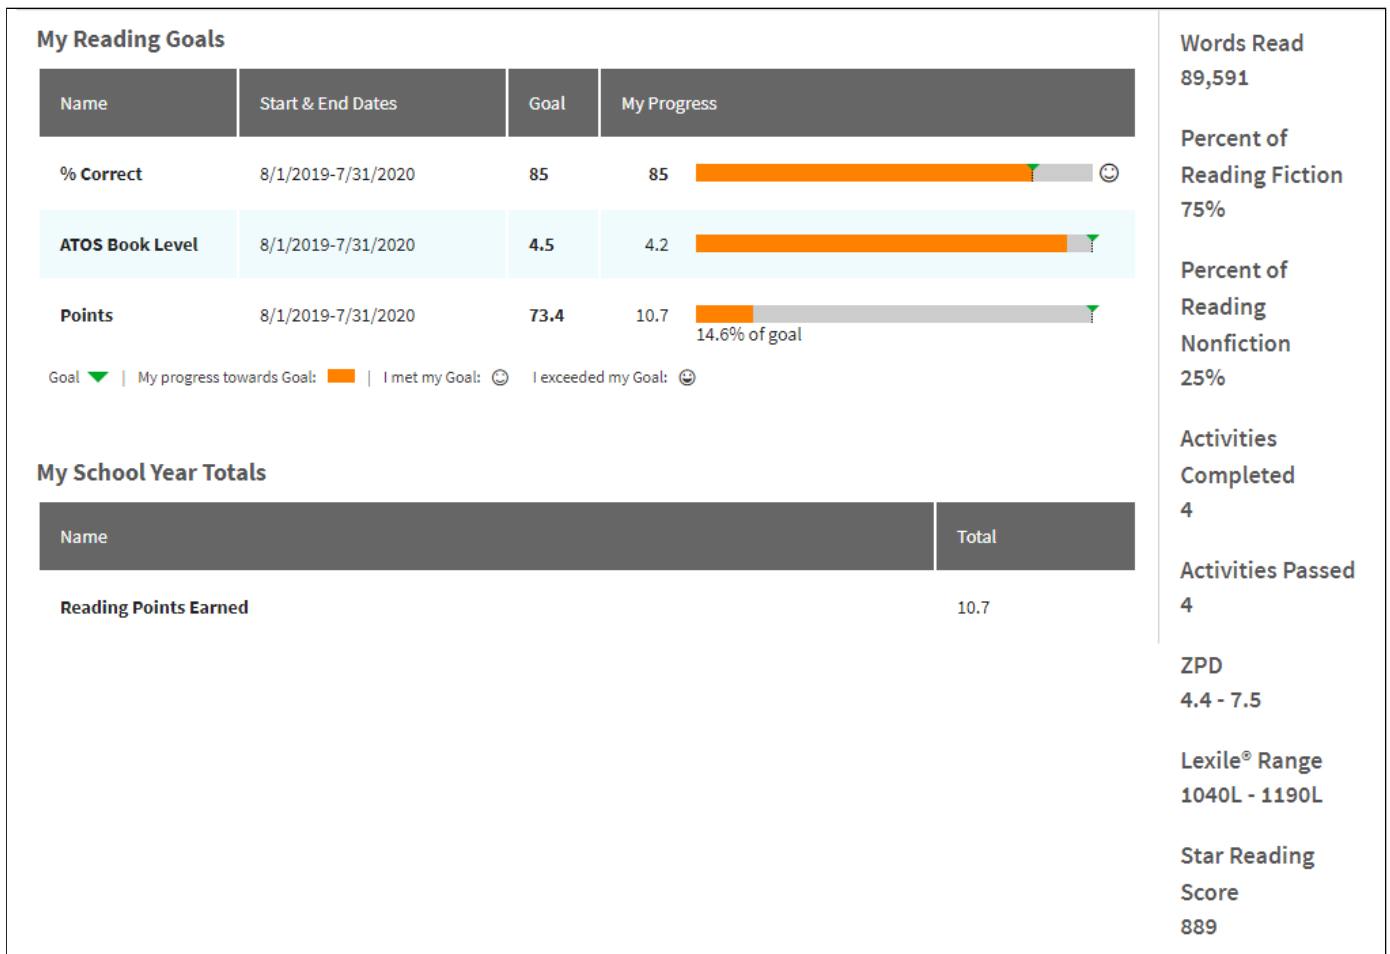 My Reading Goals
Name Start & End Dates Goal My Progress
% Correct 8/1/2019-7/31/2020 85 85
ATOS Book Level 8/1/2019-7/31/2020 4.5 4.2
Points 8/1/2019-7/31/2020 73.4 10.7
14.6% of goal
Goal | My progress towards Goal: | I met my Goal: I exceeded my Goal:
My School Year Totals
Name Total
Reading Points Earned 10.7
Words Read
89,591
Percent of
Reading Fiction
75%
Percent of
Reading
Nonfiction
25%
Activities
Completed
4
Activities Passed
4
ZPD
4.4 - 7.5
Lexile® Range
1040L - 1190L
Star Reading
Score
889